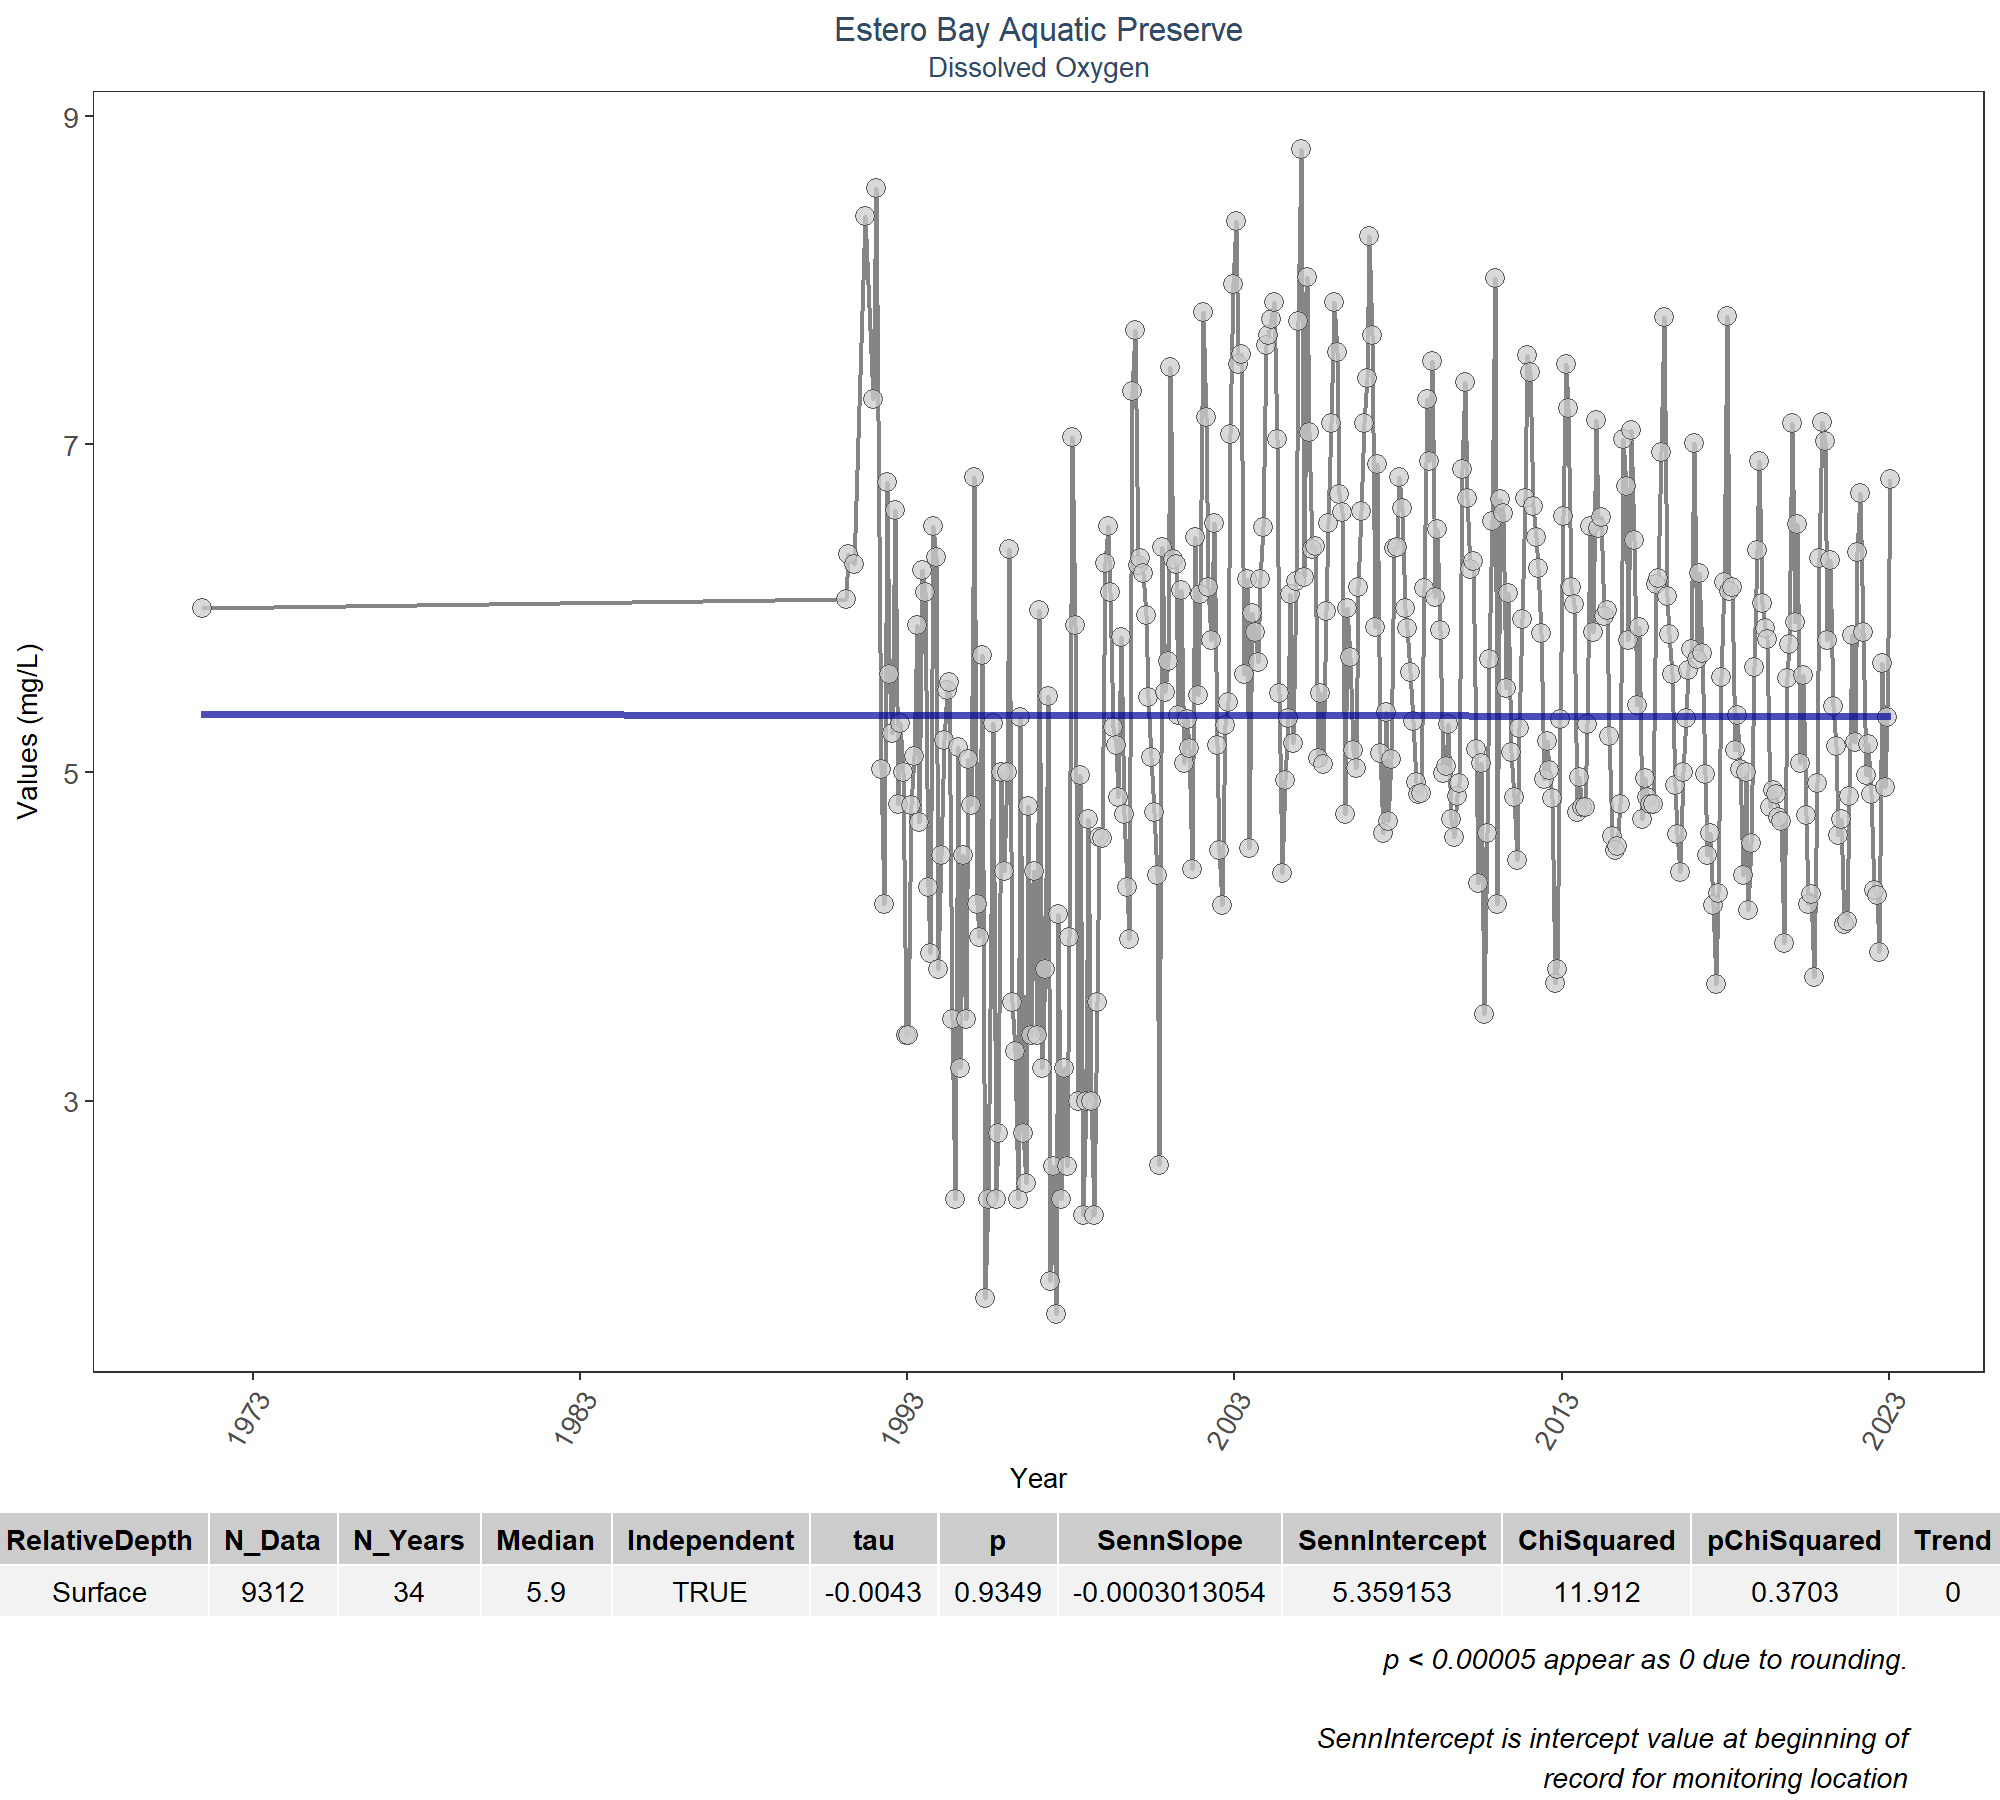 Estero Bay Aquatic Preserve
Dissolved Oxygen
9
7
5
3
Values (mg/L)
1973 1983 1993 2003 2013 2023
Year
RelativeDepth N_Data N_Years Median Independent tau p SennSlope SennIntercept ChiSquared pChiSquared Trend
Surface 9312 34 5.9 TRUE -0.0043 0.9349 -0.0003013054 5.359153 11.912 0.3703 0
p < 0.00005 appear as 0 due to rounding.
SennIntercept is intercept value at beginning of
record for monitoring location